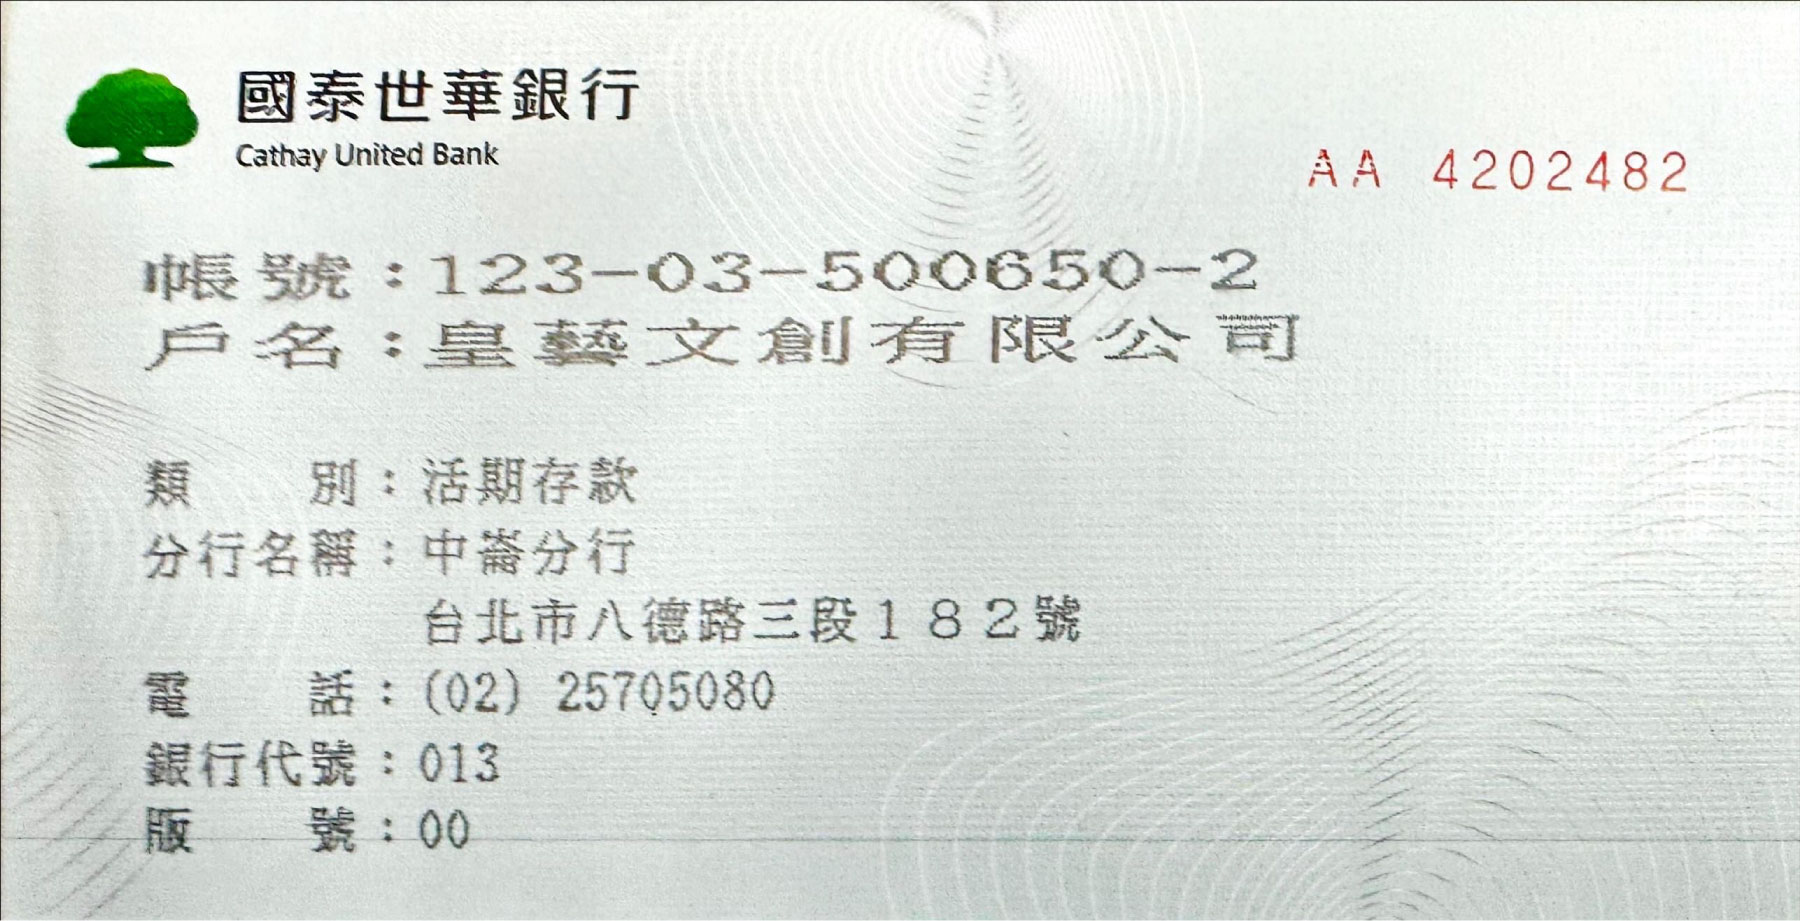 國泰世華銀行
Cathay United Bank
AA 4202482
帳號：123-03-500650-2
戶名：皇藝文創有限公司
類別：活期存款
分行名稱：中崙分行
台北市八德路三段１８２號
電話：(02) 25705080
銀行代號：013
版號：00